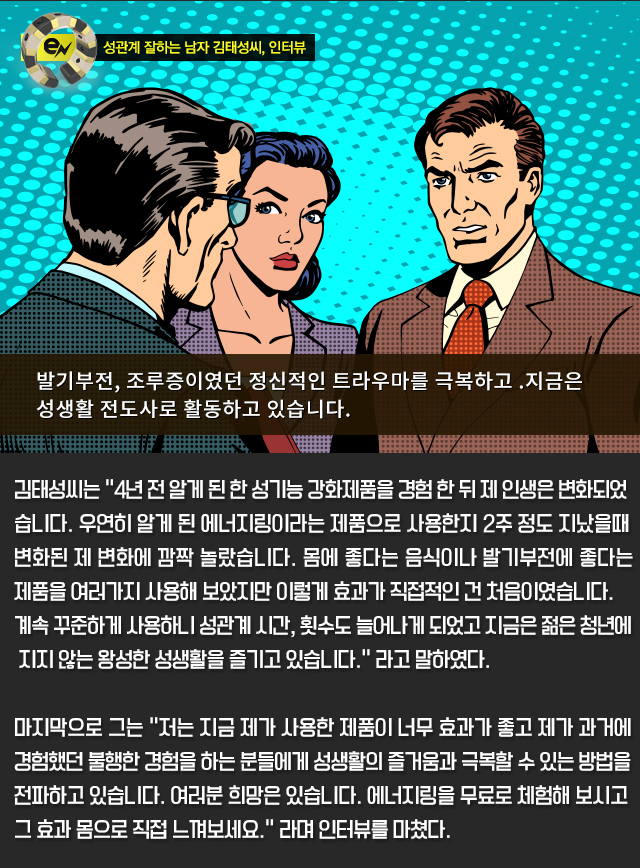 en
성관계 잘하는 남자 김태성씨, 인터뷰
발기부전, 조루증이였던 정신적인 트라우마를 극복하고 .지금은
성생활 전도사로 활동하고 있습니다.
김태성씨는 "4년 전 알게 된 한 성기능 강화제품을 경험 한 뒤 제 인생은 변화되었
습니다. 우연히 알게 된 에너지링이라는 제품으로 사용한지 2주 정도 지났을때
변화된 제 변화에 깜짝 놀랐습니다. 몸에 좋다는 음식이나 발기부전에 좋다는
제품을 여러가지 사용해 보았지만 이렇게 효과가 직접적인 건 처음이였습니다.
계속 꾸준하게 사용하니 성관계 시간, 횟수도 늘어나게 되었고 지금은 젊은 청년에
지지 않는 왕성한 성생활을 즐기고 있습니다." 라고 말하였다.
마지막으로 그는 "저는 지금 제가 사용한 제품이 너무 효과가 좋고 제가 과거에
경험했던 불행한 경험을 하는 분들에게 성생활의 즐거움과 극복할 수 있는 방법을
전파하고 있습니다. 여러분 희망은 있습니다. 에너지링을 무료로 체험해 보시고
그 효과 몸으로 직접 느껴보세요." 라며 인터뷰를 마쳤다.